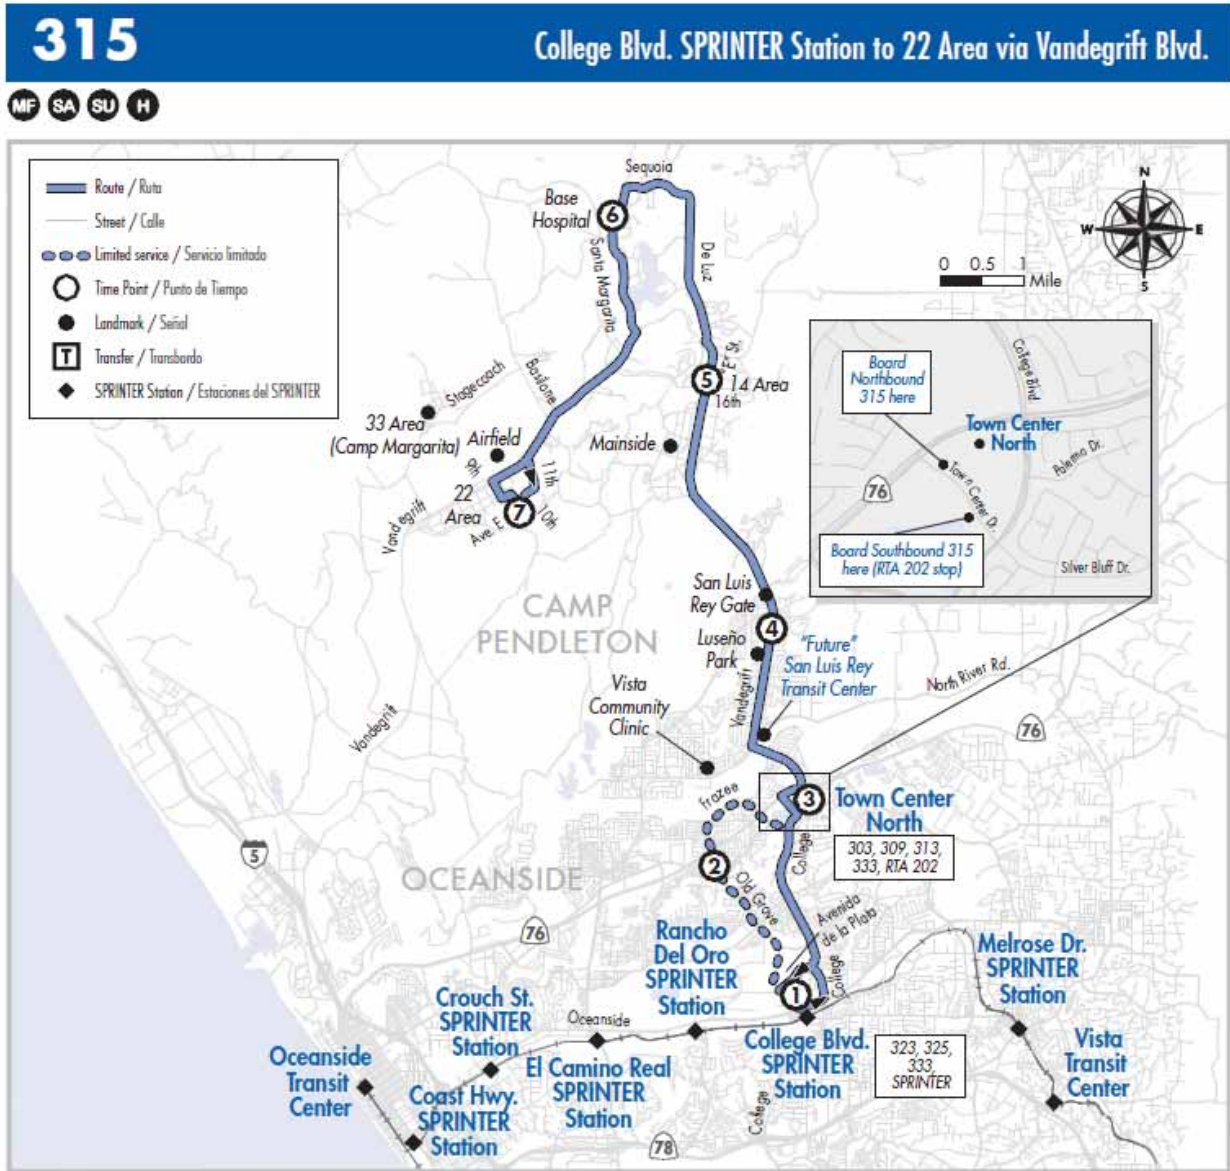 315
College Blvd. SPRINTER Station to 22 Area via Vandegrift Blvd.
MF SA SU H
Route / Ruta
Street / Calle
Limited service / Servicio limitado
Time Point / Punto de Tiempo
Landmark / Señal
T Transfer / Transbordo
SPRINTER Station / Estaciones del SPRINTER
Sequoia
Base
Hospital
6
Santa Margarita
De Luz
N
W E
S
0 0.5 1
Mile
"E" St.
5
14 Area
16th
Basilone
Stagecoach
33 Area
(Camp Margarita)
Airfield
Mainside
9th
11th
22
Area
7
10th
Ave. E
Vandegrift
Board
Northbound
315 here
College Blvd.
Town Center
North
Palermo Dr.
76
Town Center Dr.
Board Southbound 315
here (RTA 202 stop)
Silver Bluff Dr.
San Luis
Rey Gate
CAMP
PENDLETON
4
Luseño
Park
"Future"
San Luis Rey
Transit Center
North River Rd.
Vandegrift
Vista
Community
Clinic
Vandegrift
76
Frazee
3
Town Center
North
303, 309, 313,
333, RTA 202
College
5
OCEANSIDE
2
Old Grove
Avenida
de la Plata
76
Rancho
Del Oro
SPRINTER
Station
College
1
Melrose Dr.
SPRINTER
Station
Crouch St.
SPRINTER
Station
Oceanside
Oceanside
Transit
Center
Coast Hwy.
SPRINTER
Station
El Camino Real
SPRINTER
Station
College Blvd.
SPRINTER
Station
323, 325,
333,
SPRINTER
Vista
Transit
Center
College
78